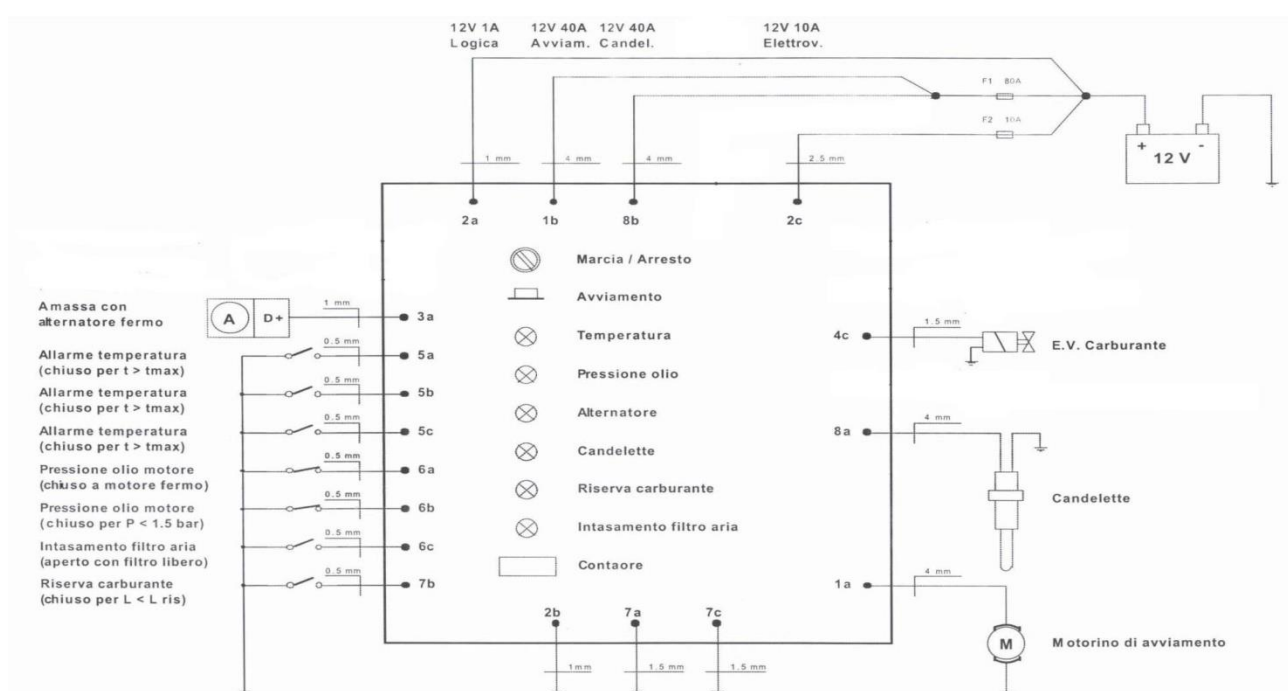 12V 1A 12V 40A 12V 40A 12V 10A
Logica Avviam. Candel. Elettrov.
F1 80A
F2 10A
+ -
12 V
1 mm 4 mm 4 mm 2.5 mm
2a 1b 8b 2c
Marcia / Arresto
Avviamento
Temperatura
Pressione olio
Alternatore
Candelette
Riserva carburante
Intasamento filtro aria
Contaore
A massa con
alternatore fermo
A D+ 1 mm 3a
Allarme temperatura
(chiuso per t > tmax)
0.5 mm 5a
Allarme temperatura
(chiuso per t > tmax)
0.5 mm 5b
Allarme temperatura
(chiuso per t > tmax)
0.5 mm 5c
Pressione olio motore
(chiuso a motore fermo)
0.5 mm 6a
Pressione olio motore
(chiuso per P < 1.5 bar)
0.5 mm 6b
Intasamento filtro aria
(aperto con filtro libero)
0.5 mm 6c
Riserva carburante
(chiuso per L < L ris)
0.5 mm 7b
4c 1.5 mm E.V. Carburante
8a 4 mm
Candelette
1a 4 mm
M Motorino di avviamento
2b 7a 7c
1mm 1.5 mm 1.5 mm